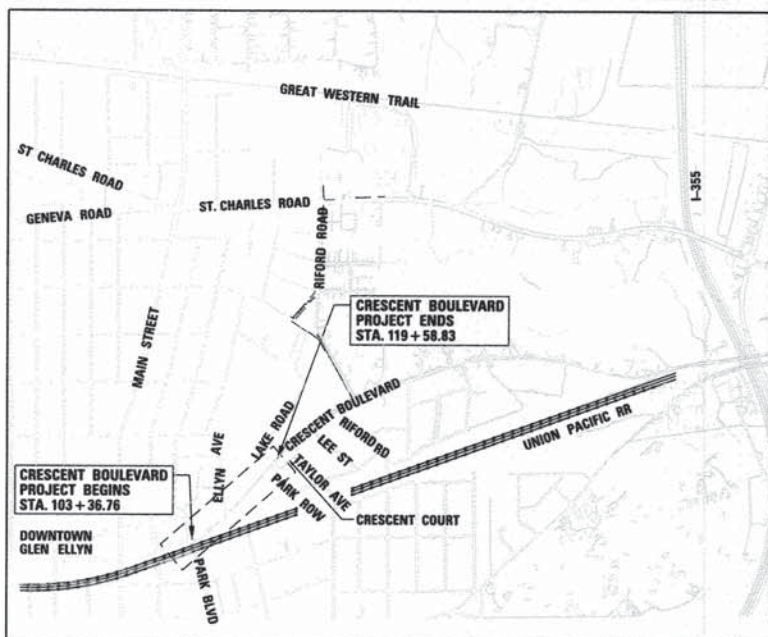 GREAT WESTERN TRAIL
ST CHARLES ROAD
GENEVA ROAD
ST. CHARLES ROAD
I-355
RIFORD ROAD
CRESCENT BOULEVARD
PROJECT ENDS
STA. 119+58.83
MAIN STREET
CRESCENT BOULEVARD
LAKE ROAD
RIFORD RD
LEE ST
UNION PACIFIC RR
ELLYN AVE
TAYLOR AVE
PARK ROW
CRESCENT COURT
CRESCENT BOULEVARD
PROJECT BEGINS
STA. 103+36.76
DOWNTOWN
GLEN ELLYN
PARK BLVD